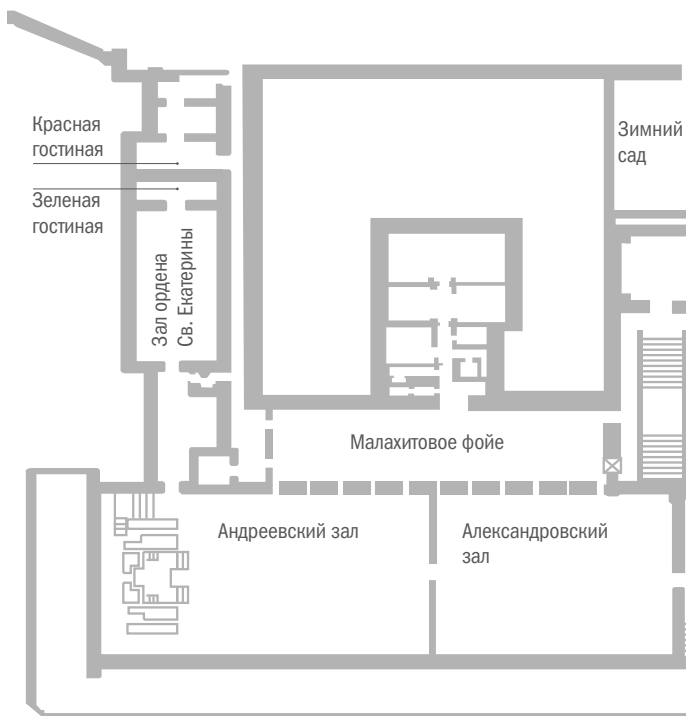 Красная
гостиная
Зимний
сад
Зеленая
гостиная
Зал ордена
Св. Екатерины
Малахитовое фойе
Андреевский зал
Александровский
зал